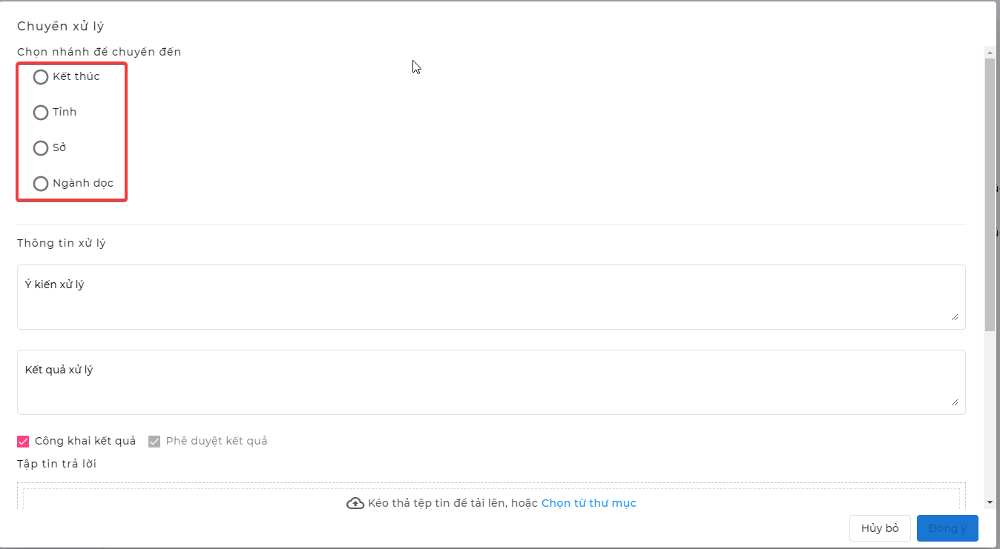 Chuyển xử lý
Chọn nhánh để chuyển đến
Kết thúc
Tỉnh
Sở
Ngành dọc
Thông tin xử lý
Ý kiến xử lý
Kết quả xử lý
Công khai kết quả Phê duyệt kết quả
Tập tin trả lời
Kéo thả tệp tin để tải lên, hoặc Chọn từ thư mục
Hủy bỏ Đồng ý